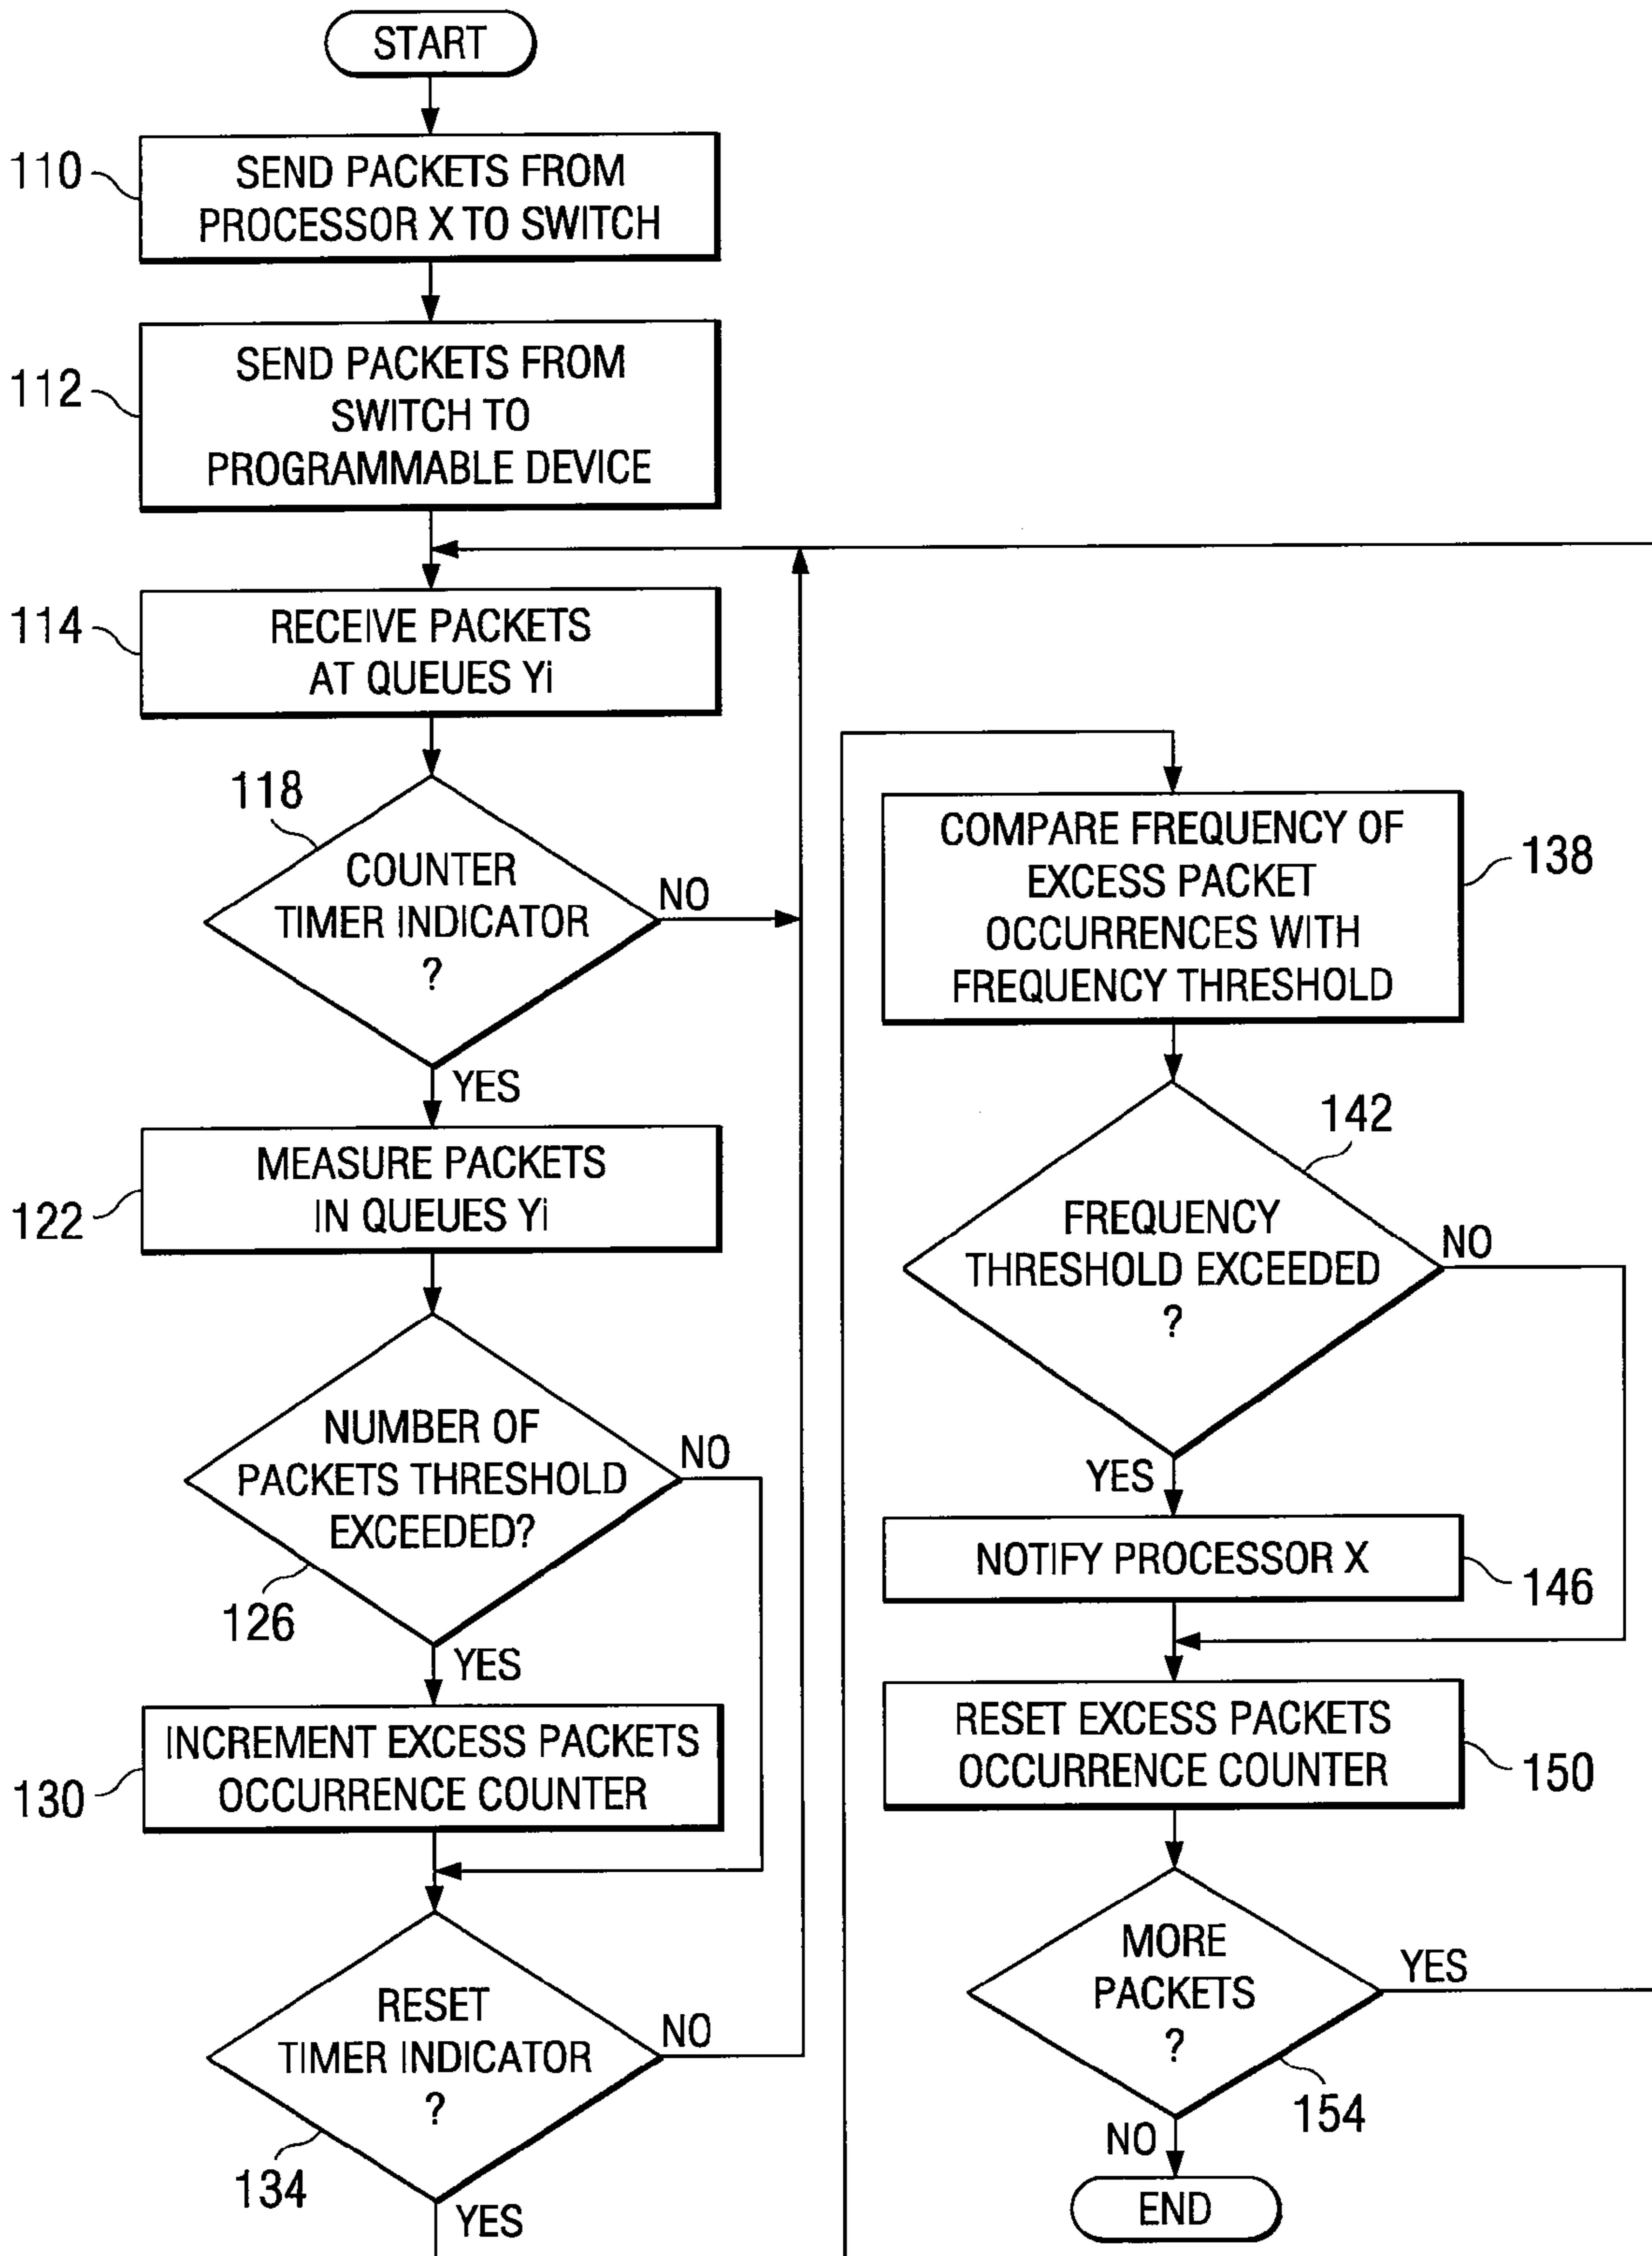 START
110
SEND PACKETS FROM
PROCESSOR X TO SWITCH
112
SEND PACKETS FROM
SWITCH TO
PROGRAMMABLE DEVICE
114
RECEIVE PACKETS
AT QUEUES Yi
118
COUNTER
TIMER INDICATOR
?
NO
YES
122
MEASURE PACKETS
IN QUEUES Yi
NUMBER OF
PACKETS THRESHOLD
EXCEEDED?
NO
126
YES
130
INCREMENT EXCESS PACKETS
OCCURRENCE COUNTER
RESET
TIMER INDICATOR
?
NO
134
YES
COMPARE FREQUENCY OF
EXCESS PACKET
OCCURRENCES WITH
FREQUENCY THRESHOLD
138
142
FREQUENCY
THRESHOLD EXCEEDED
?
NO
YES
NOTIFY PROCESSOR X
146
RESET EXCESS PACKETS
OCCURRENCE COUNTER
150
MORE
PACKETS
?
YES
154
NO
END